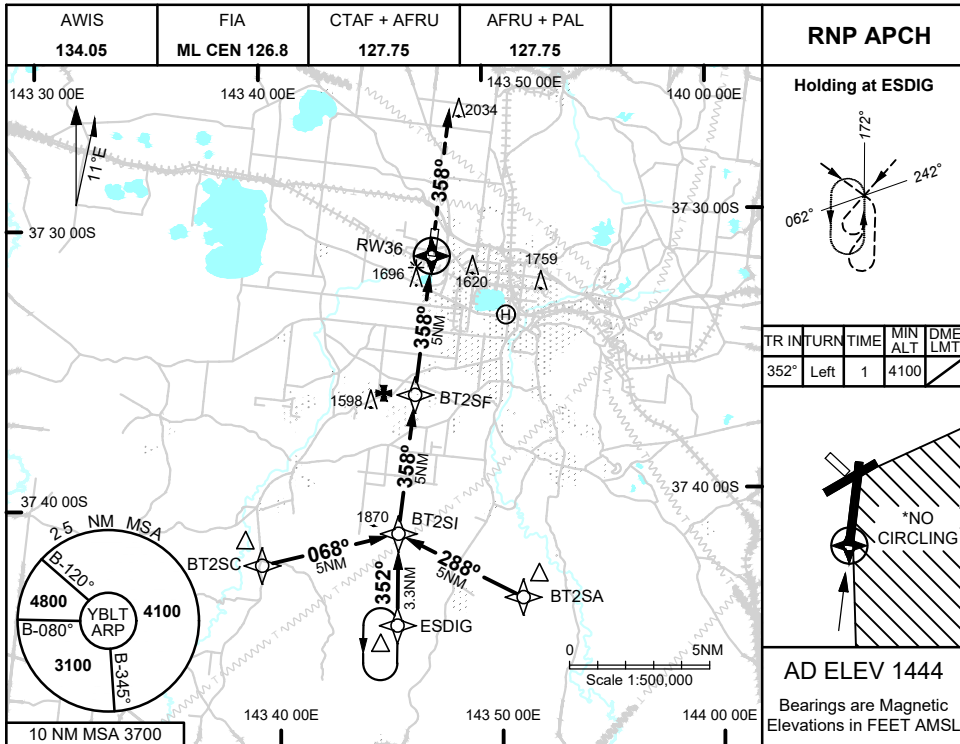 AWIS
134.05
FIA
ML CEN 126.8
CTAF + AFRU
127.75
AFRU + PAL
127.75
RNP APCH
143 30 00E
143 40 00E
143 50 00E
140 00 00E
11°E
2034
358°
37 30 00S
37 30 00S
RW36
1696
1620
1759
H
358°
5NM
1598
BT2SF
358°
5NM
37 40 00S
37 40 00S
1870
BT2SI
BT2SC
068°
5NM
288°
5NM
BT2SA
352°
3.3NM
ESDIG
25 NM MSA
B-120°
4800
4100
YBLT
ARP
B-080°
3100
B-345°
0
5NM
Scale 1:500,000
10 NM MSA 3700
143 40 00E
143 50 00E
144 00 00E
Holding at ESDIG
172°
242°
062°
TR IN
TURN
TIME
MIN
ALT
DME
LMT
352°
Left
1
4100
*NO
CIRCLING
AD ELEV 1444
Bearings are Magnetic
Elevations in FEET AMSL